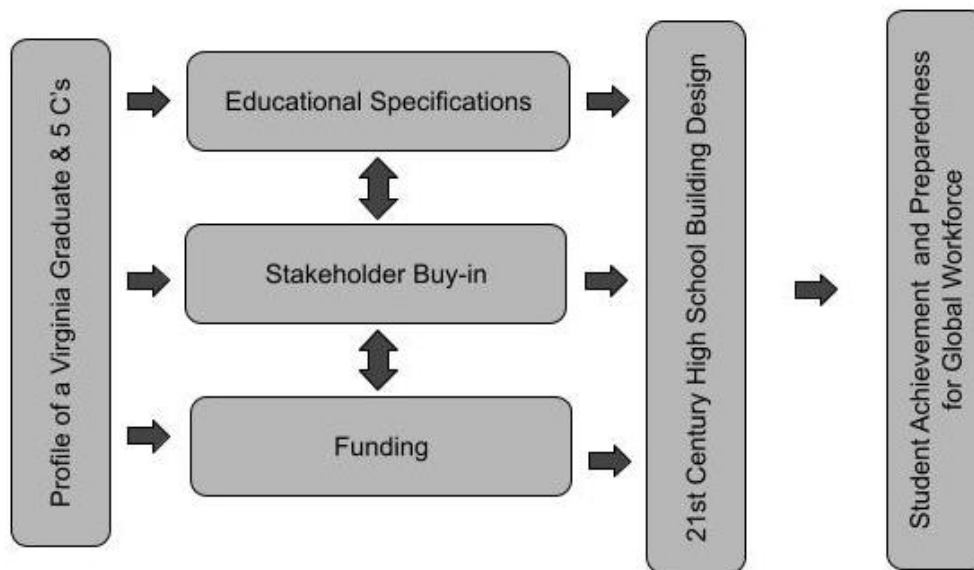 Profile of a Virginia Graduate & 5 C's
Educational Specifications
Stakeholder Buy-in
Funding
21st Century High School Building Design
Student Achievement and Preparedness
for Global Workforce